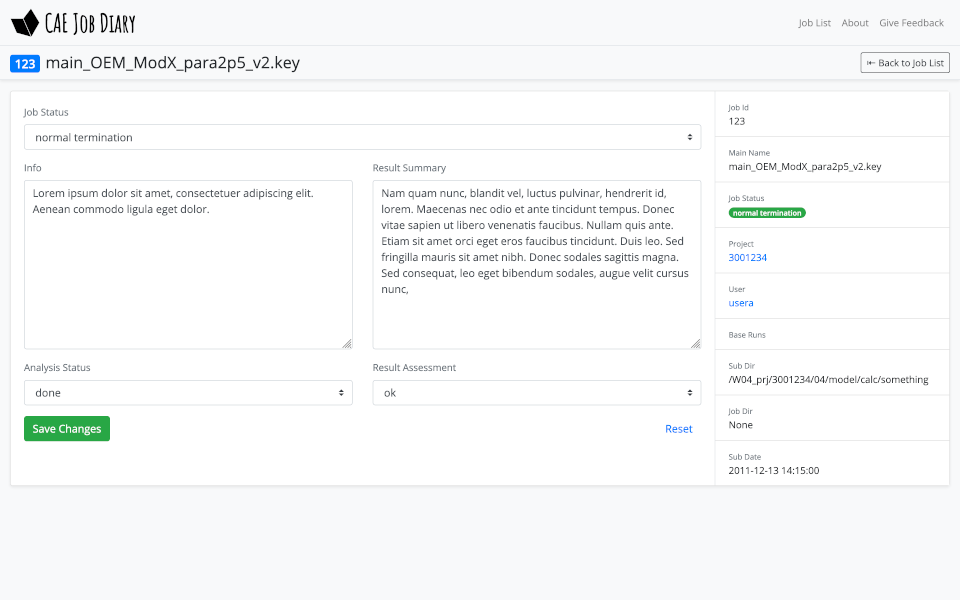 CAE Job Diary
Job List About Give Feedback
123 main_OEM_ModX_para2p5_v2.key
⇤ Back to Job List
Job Status
normal termination
Info
Lorem ipsum dolor sit amet, consectetuer adipiscing elit.
Aenean commodo ligula eget dolor.
Result Summary
Nam quam nunc, blandit vel, luctus pulvinar, hendrerit id,
lorem. Maecenas nec odio et ante tincidunt tempus. Donec
vitae sapien ut libero venenatis faucibus. Nullam quis ante.
Etiam sit amet orci eget eros faucibus tincidunt. Duis leo. Sed
fringilla mauris sit amet nibh. Donec sodales sagittis magna.
Sed consequat, leo eget bibendum sodales, augue velit cursus
nunc,
Analysis Status
done
Result Assessment
ok
Save Changes
Reset
Job Id
123
Main Name
main_OEM_ModX_para2p5_v2.key
Job Status
normal termination
Project
3001234
User
usera
Base Runs
Sub Dir
/W04_prj/3001234/04/model/calc/something
Job Dir
None
Sub Date
2011-12-13 14:15:00